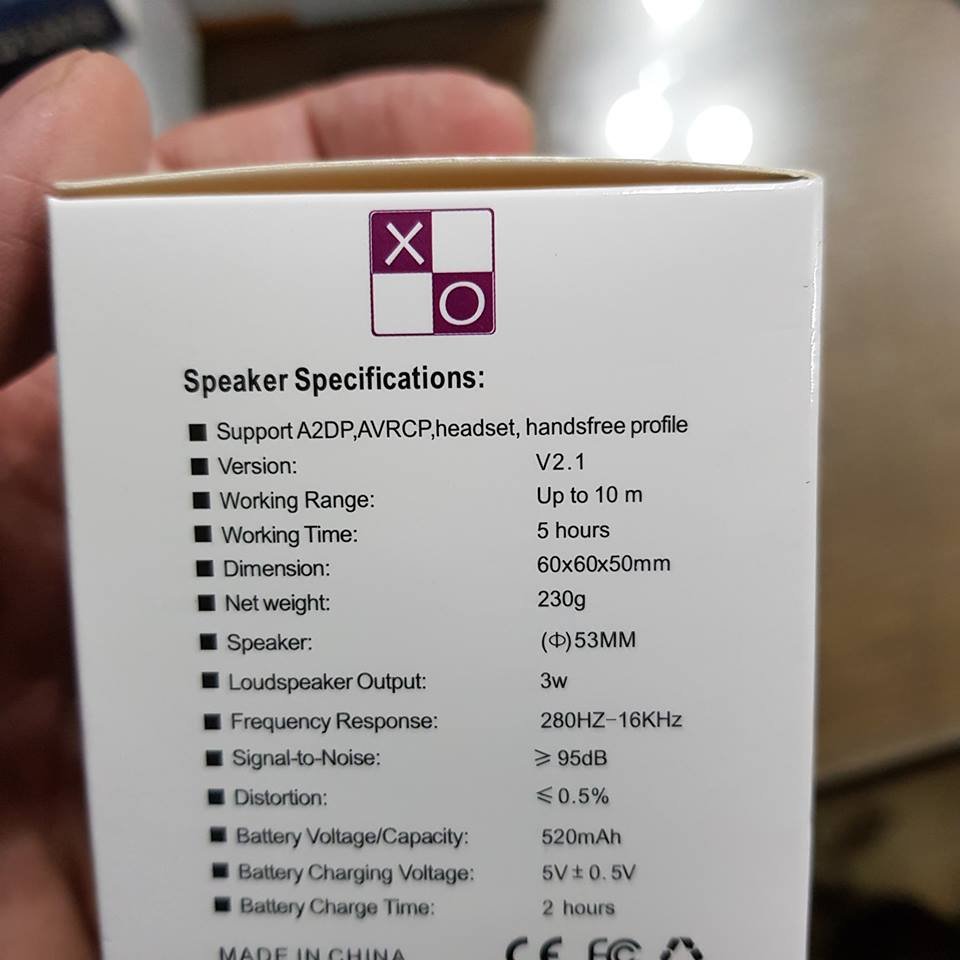 X
O
Speaker Specifications:
■ Support A2DP,AVRCP,headset, handsfree profile
■ Version: V2.1
■ Working Range: Up to 10 m
■ Working Time: 5 hours
■ Dimension: 60x60x50mm
■ Net weight: 230g
■ Speaker: (Φ)53MM
■ Loudspeaker Output: 3w
■ Frequency Response: 280HZ-16KHz
■ Signal-to-Noise: ≥ 95dB
■ Distortion: ≤ 0.5%
■ Battery Voltage/Capacity: 520mAh
■ Battery Charging Voltage: 5V ± 0.5V
■ Battery Charge Time: 2 hours
MADE IN CHINA CE FC